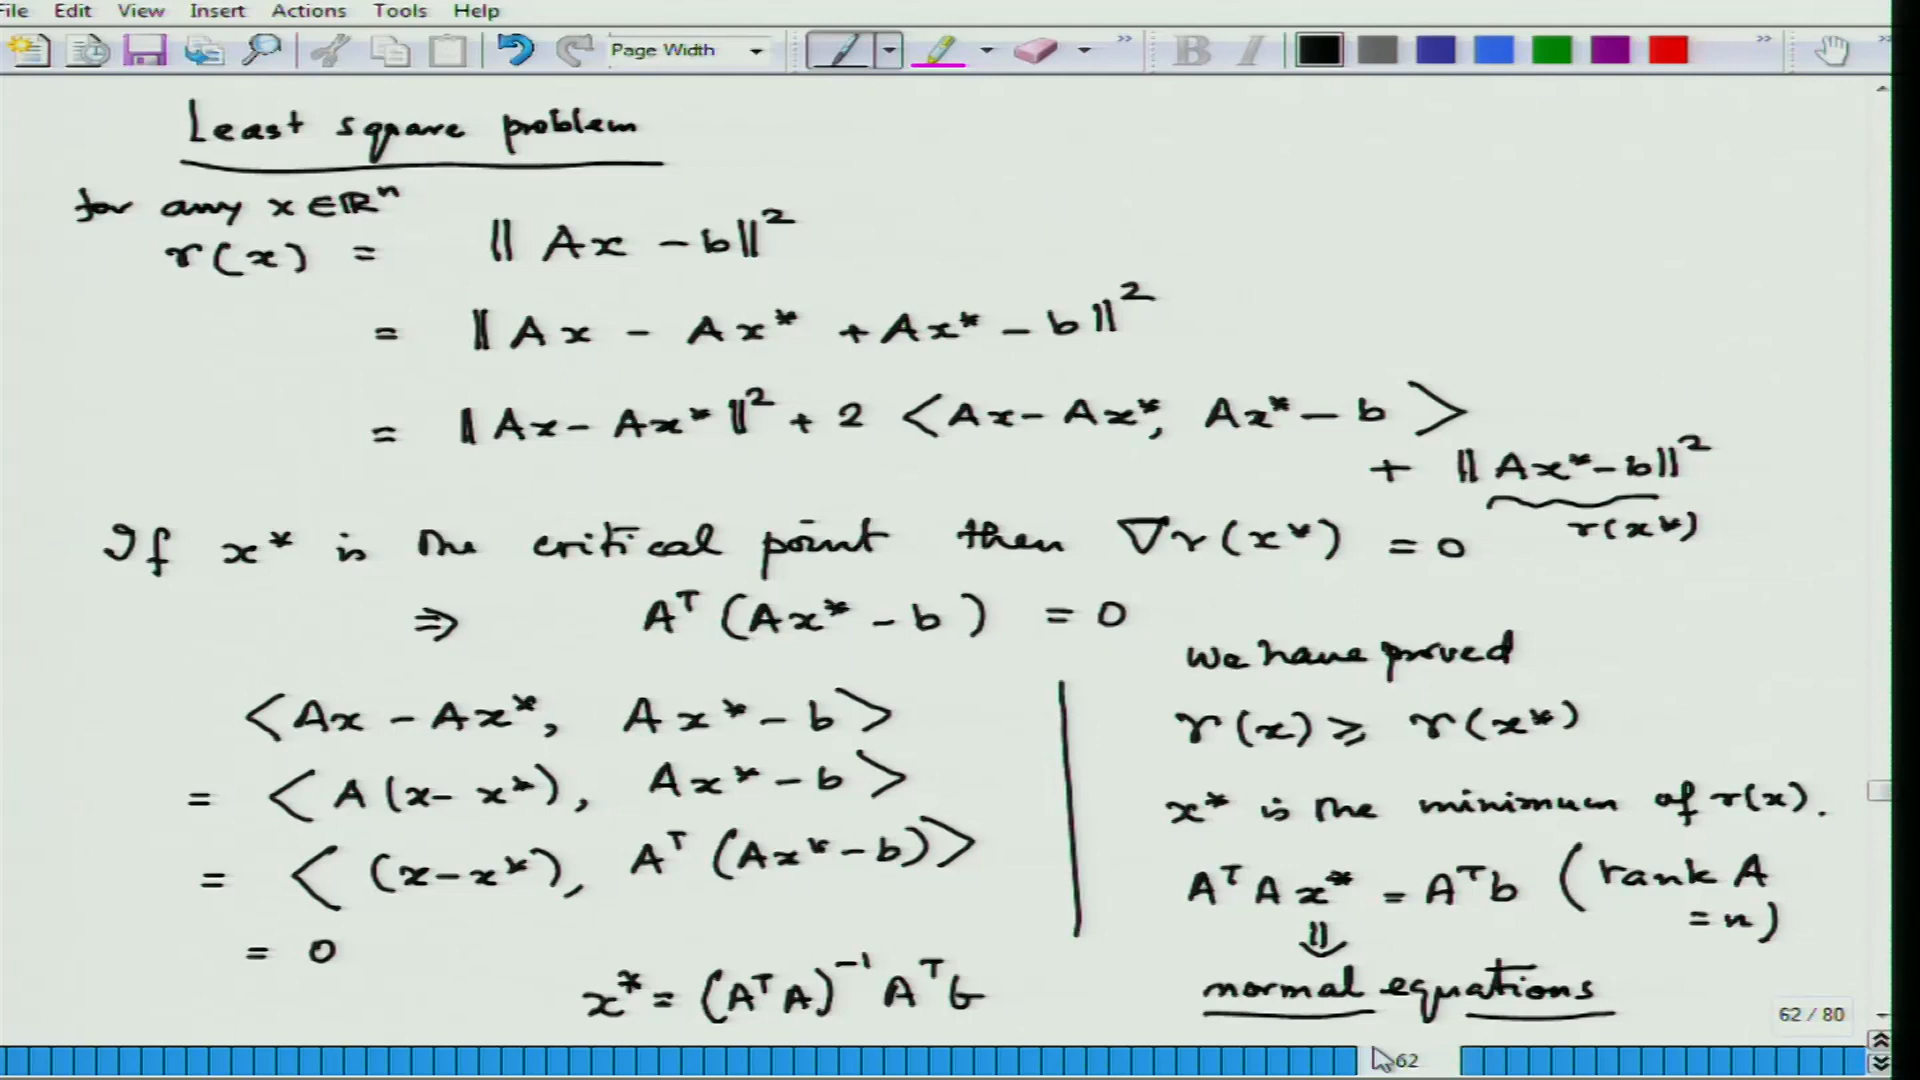 File Edit View Insert Actions Tools Help
Page Width
B I
Least square problem
for any x ∈ ℝⁿ
r(x) = ‖ Ax - b‖²
= ‖ Ax - Ax* + Ax* - b‖²
= ‖ Ax - Ax* ‖² + 2 < Ax - Ax*, Ax* - b >
+ ‖ Ax* - b‖²
r(x*)
If x* is the critical point then ∇r(x*) = 0
⇒ Aᵀ (Ax* - b) = 0
<Ax - Ax*, Ax* - b>
= < A(x - x*), Ax* - b >
= < (x - x*), Aᵀ (Ax* - b)>
= 0
x* = (AᵀA)⁻¹ Aᵀb
we have proved
r(x) ≥ r(x*)
x* is the minimum of r(x).
AᵀA x* = Aᵀb (rank A
= n)
⇓
normal equations
62 / 80
62